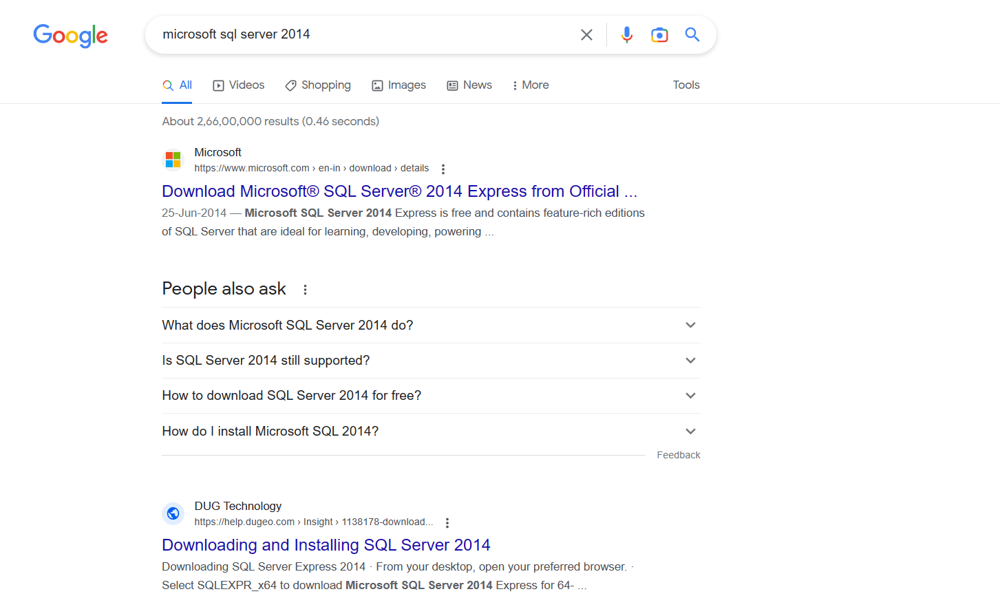 Google
microsoft sql server 2014
All Videos Shopping Images News More Tools
About 2,66,00,000 results (0.46 seconds)
Microsoft
https://www.microsoft.com › en-in › download › details
Download Microsoft® SQL Server® 2014 Express from Official ...
25-Jun-2014 — Microsoft SQL Server 2014 Express is free and contains feature-rich editions
of SQL Server that are ideal for learning, developing, powering ...
People also ask
What does Microsoft SQL Server 2014 do?
Is SQL Server 2014 still supported?
How to download SQL Server 2014 for free?
How do I install Microsoft SQL 2014?
Feedback
DUG Technology
https://help.dugeo.com › Insight › 1138178-download...
Downloading and Installing SQL Server 2014
Downloading SQL Server Express 2014 · From your desktop, open your preferred browser. ·
Select SQLEXPR_x64 to download Microsoft SQL Server 2014 Express for 64- ...